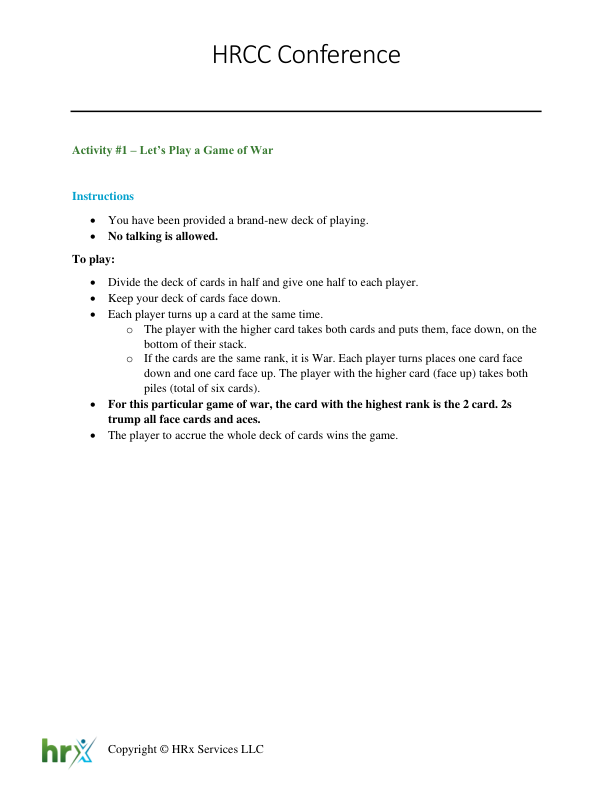 HRCC Conference
Activity #1 – Let's Play a Game of War
Instructions
• You have been provided a brand-new deck of playing.
• No talking is allowed.
To play:
• Divide the deck of cards in half and give one half to each player.
• Keep your deck of cards face down.
• Each player turns up a card at the same time.
o The player with the higher card takes both cards and puts them, face down, on the
bottom of their stack.
o If the cards are the same rank, it is War. Each player turns places one card face
down and one card face up. The player with the higher card (face up) takes both
piles (total of six cards).
• For this particular game of war, the card with the highest rank is the 2 card. 2s
trump all face cards and aces.
• The player to accrue the whole deck of cards wins the game.
hrx Copyright © HRx Services LLC